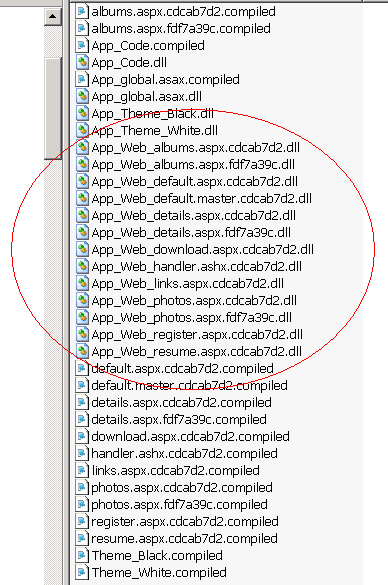 albums.aspx.cdcab7d2.compiled
albums.aspx.fdf7a39c.compiled
App_Code.compiled
App_Code.dll
App_global.asax.compiled
App_global.asax.dll
App_Theme_Black.dll
App_Theme_White.dll
App_Web_albums.aspx.cdcab7d2.dll
App_Web_albums.aspx.fdf7a39c.dll
App_Web_default.aspx.cdcab7d2.dll
App_Web_default.master.cdcab7d2.dll
App_Web_details.aspx.cdcab7d2.dll
App_Web_details.aspx.fdf7a39c.dll
App_Web_download.aspx.cdcab7d2.dll
App_Web_handler.ashx.cdcab7d2.dll
App_Web_links.aspx.cdcab7d2.dll
App_Web_photos.aspx.cdcab7d2.dll
App_Web_photos.aspx.fdf7a39c.dll
App_Web_register.aspx.cdcab7d2.dll
App_Web_resume.aspx.cdcab7d2.dll
default.aspx.cdcab7d2.compiled
default.master.cdcab7d2.compiled
details.aspx.cdcab7d2.compiled
details.aspx.fdf7a39c.compiled
download.aspx.cdcab7d2.compiled
handler.ashx.cdcab7d2.compiled
links.aspx.cdcab7d2.compiled
photos.aspx.cdcab7d2.compiled
photos.aspx.fdf7a39c.compiled
register.aspx.cdcab7d2.compiled
resume.aspx.cdcab7d2.compiled
Theme_Black.compiled
Theme_White.compiled